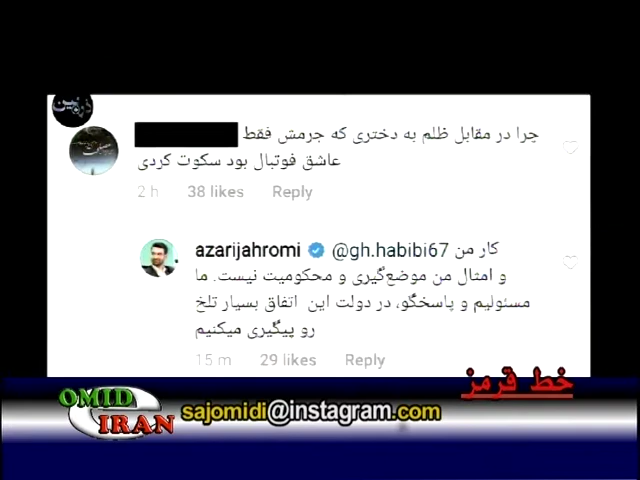 دربین
چرا در مقابل ظلم به دختری که جرمش فقط
عاشق فوتبال بود سکوت کردی
2 h 38 likes Reply
azarijahromi @gh.habibi67 کار من
و امثال من موضع‌گیری و محکومیت نیست. ما
مسئولیم و پاسخگو، در دولت این اتفاق بسیار تلخ
رو پیگیری میکنیم
15 m 29 likes Reply
خط قرمز
OMID
IRAN
sajomidi@instagram.com